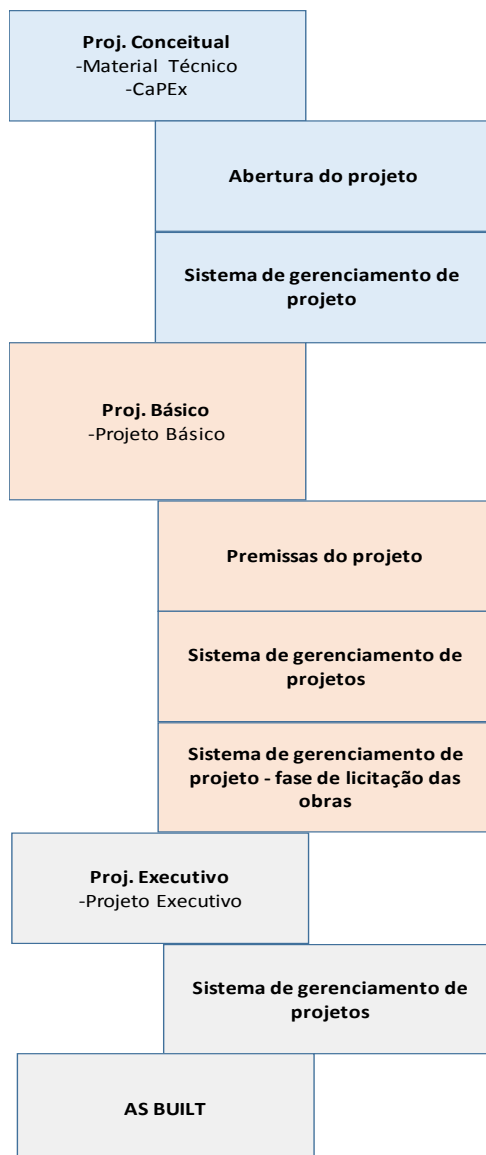 Proj. Conceitual
-Material Técnico
-CaPEx
Abertura do projeto
Sistema de gerenciamento de
projeto
Proj. Básico
-Projeto Básico
Premissas do projeto
Sistema de gerenciamento de
projetos
Sistema de gerenciamento de
projeto - fase de licitação das
obras
Proj. Executivo
-Projeto Executivo
Sistema de gerenciamento de
projetos
AS BUILT